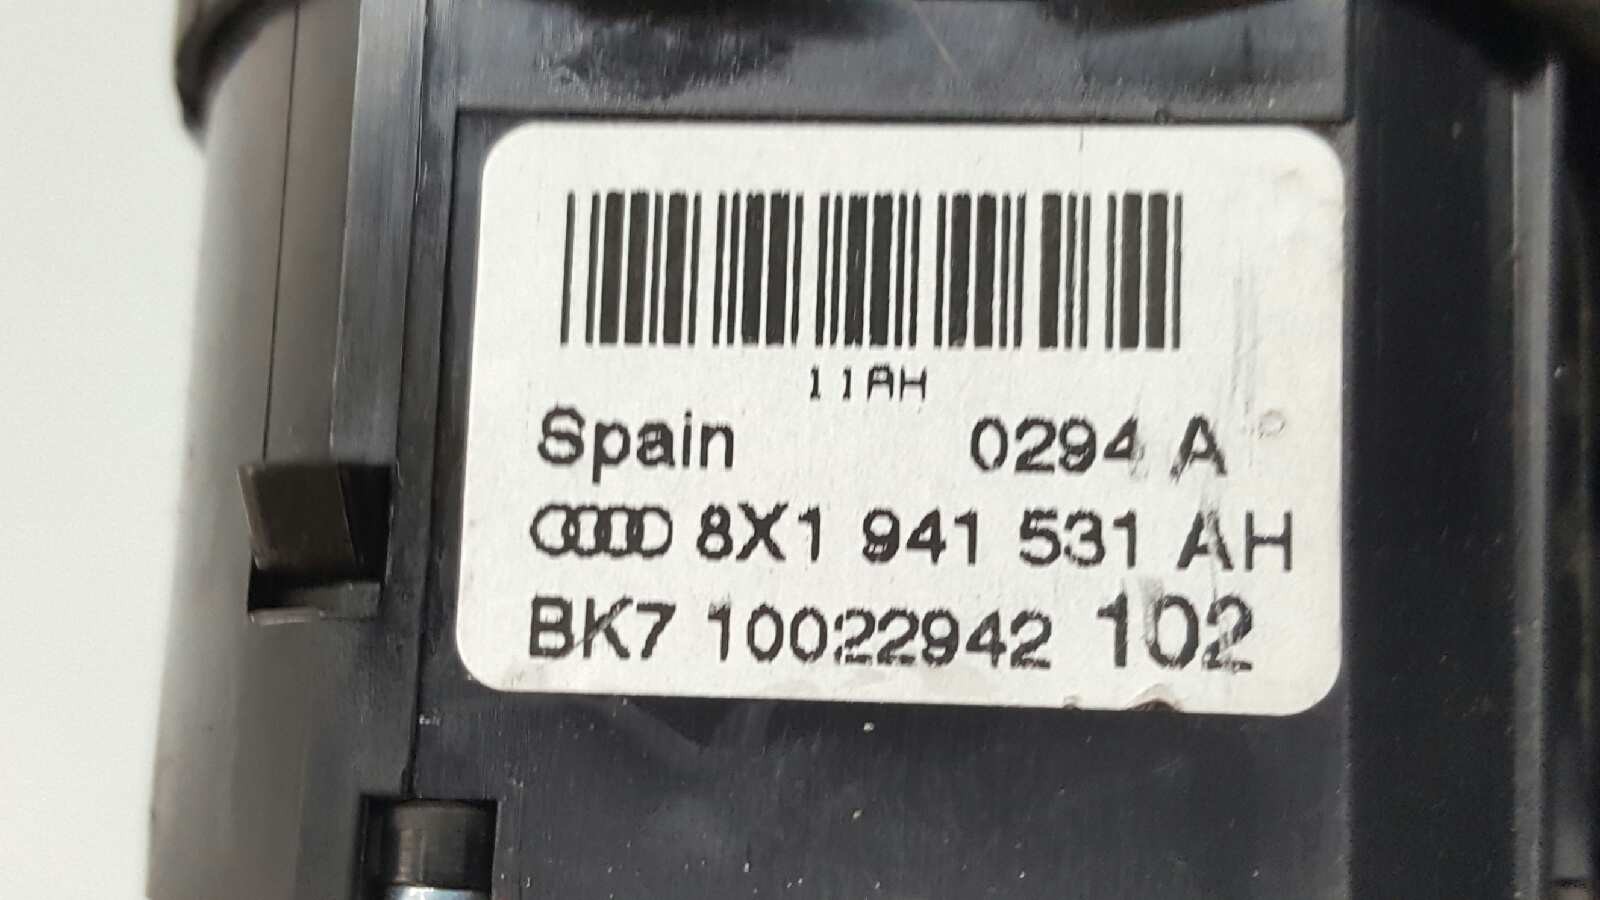 11AH
Spain 0294 A
8X1 941 531 AH
BK7 10022942 102